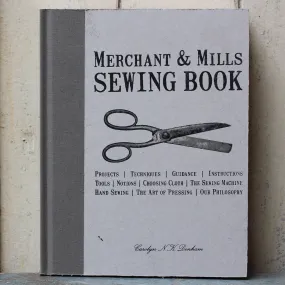 MERCHANT & MILLS
SEWING BOOK
PROJECTS | TECHNIQUES | GUIDANCE | INSTRUCTIONS
TOOLS | NOTIONS | CHOOSING CLOTH | THE SEWING MACHINE
HAND SEWING | THE ART OF PRESSING | OUR PHILOSOPHY
Carolyn N.K. Denham